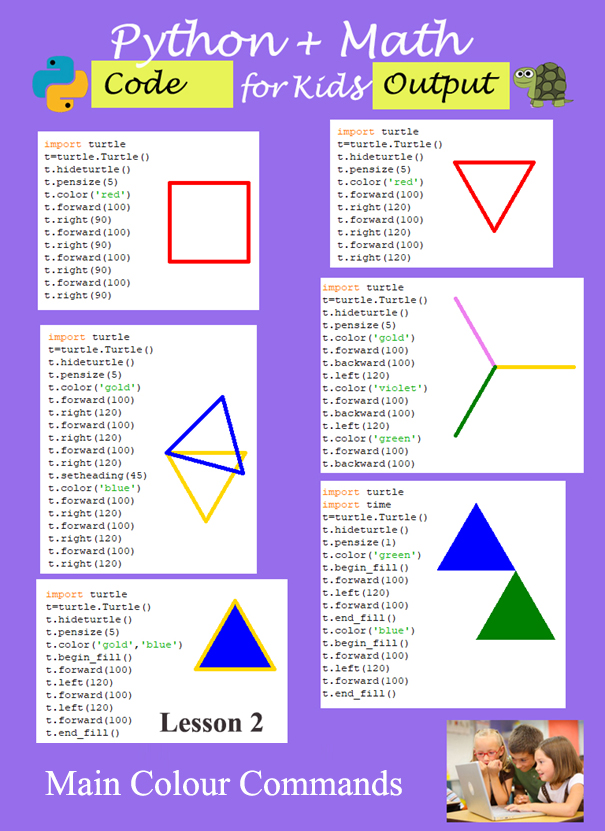 Python + Math
Code for Kids Output
import turtle
t=turtle.Turtle()
t.hideturtle()
t.pensize(5)
t.color('red')
t.forward(100)
t.right(90)
t.forward(100)
t.right(90)
t.forward(100)
t.right(90)
t.forward(100)
t.right(90)
import turtle
t=turtle.Turtle()
t.hideturtle()
t.pensize(5)
t.color('red')
t.forward(100)
t.right(120)
t.forward(100)
t.right(120)
t.forward(100)
t.right(120)
import turtle
t=turtle.Turtle()
t.hideturtle()
t.pensize(5)
t.color('gold')
t.forward(100)
t.right(120)
t.forward(100)
t.right(120)
t.forward(100)
t.right(120)
t.setheading(45)
t.color('blue')
t.forward(100)
t.right(120)
t.forward(100)
t.right(120)
t.forward(100)
t.right(120)
import turtle
t=turtle.Turtle()
t.hideturtle()
t.pensize(5)
t.color('gold')
t.forward(100)
t.backward(100)
t.left(120)
t.color('violet')
t.forward(100)
t.backward(100)
t.left(120)
t.color('green')
t.forward(100)
t.backward(100)
import turtle
t=turtle.Turtle()
t.hideturtle()
t.pensize(5)
t.color('gold','blue')
t.begin_fill()
t.forward(100)
t.left(120)
t.forward(100)
t.left(120)
t.forward(100)
t.end_fill()
Lesson 2
import turtle
import time
t=turtle.Turtle()
t.hideturtle()
t.pensize(1)
t.color('green')
t.begin_fill()
t.forward(100)
t.left(120)
t.forward(100)
t.end_fill()
t.color('blue')
t.begin_fill()
t.forward(100)
t.left(120)
t.forward(100)
t.end_fill()
Main Colour Commands